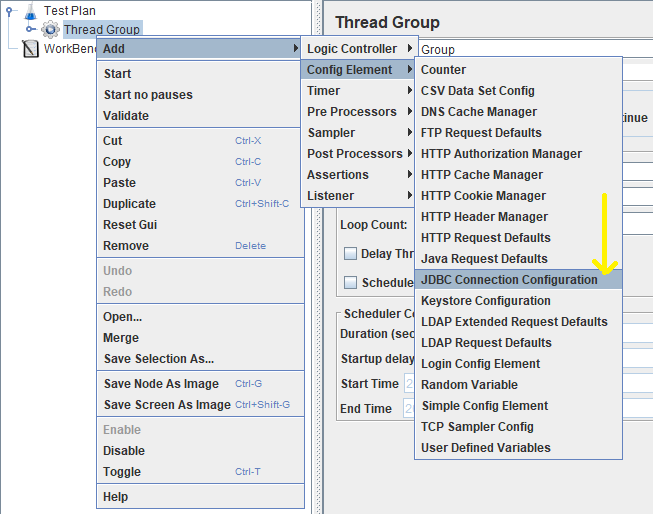 Test Plan
Thread Group
WorkBen
Add
Start
Start no pauses
Validate
Cut Ctrl-X
Copy Ctrl-C
Paste Ctrl-V
Duplicate Ctrl+Shift-C
Reset Gui
Remove Delete
Undo
Redo
Open...
Merge
Save Selection As...
Save Node As Image Ctrl-G
Save Screen As Image Ctrl+Shift-G
Enable
Disable
Toggle Ctrl-T
Help
Logic Controller
Config Element
Timer
Pre Processors
Sampler
Post Processors
Assertions
Listener
Counter
CSV Data Set Config
DNS Cache Manager
FTP Request Defaults
HTTP Authorization Manager
HTTP Cache Manager
HTTP Cookie Manager
HTTP Header Manager
HTTP Request Defaults
Java Request Defaults
JDBC Connection Configuration
Keystore Configuration
LDAP Extended Request Defaults
LDAP Request Defaults
Login Config Element
Random Variable
Simple Config Element
TCP Sampler Config
User Defined Variables
Thread Group
Group
tinue
Loop Count:
Delay Thr
Schedule
Scheduler Co
Duration (sec
Startup delay
Start Time 2
End Time 20